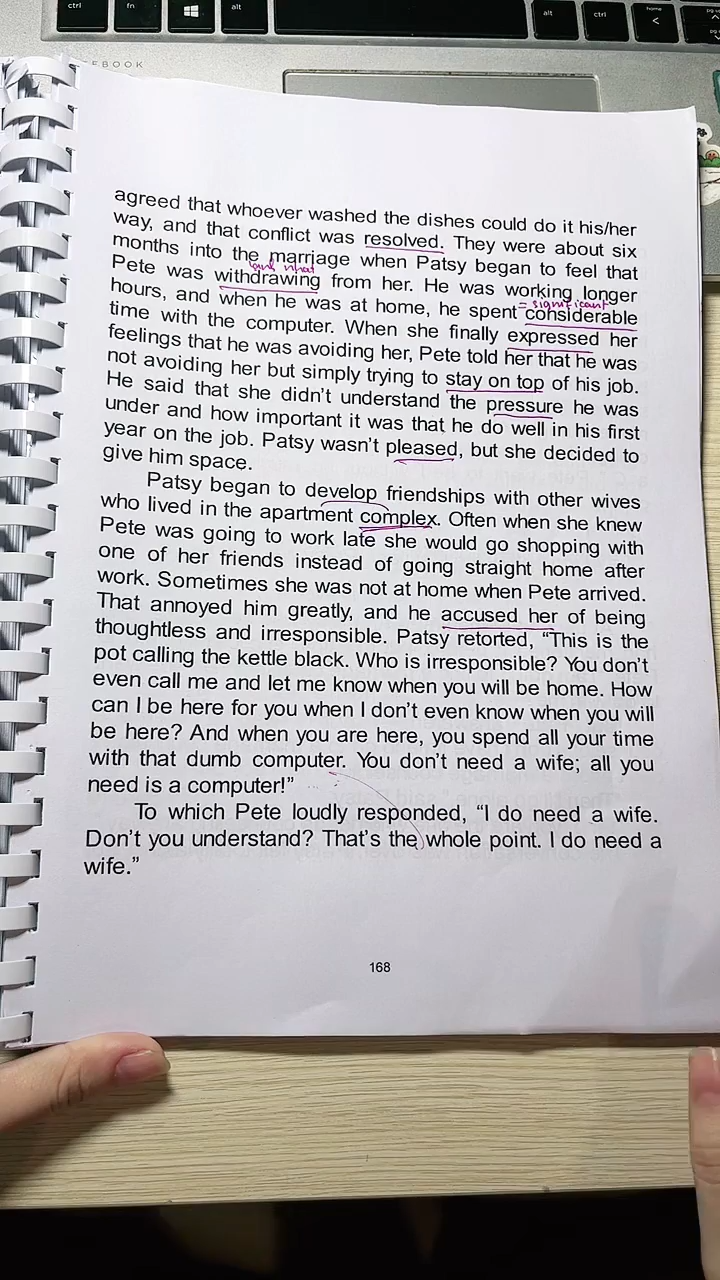 ctrl fn alt alt ctrl home <
EBOOK
agreed that whoever washed the dishes could do it his/her
way, and that conflict was resolved. They were about six
months into the marriage when Patsy began to feel that
Pete was withdrawing from her. He was working longer
= significant
hours, and when he was at home, he spent considerable
time with the computer. When she finally expressed her
feelings that he was avoiding her, Pete told her that he was
not avoiding her but simply trying to stay on top of his job.
He said that she didn't understand the pressure he was
under and how important it was that he do well in his first
year on the job. Patsy wasn't pleased, but she decided to
give him space.
Patsy began to develop friendships with other wives
who lived in the apartment complex. Often when she knew
Pete was going to work late she would go shopping with
one of her friends instead of going straight home after
work. Sometimes she was not at home when Pete arrived.
That annoyed him greatly, and he accused her of being
thoughtless and irresponsible. Patsy retorted, “This is the
pot calling the kettle black. Who is irresponsible? You don't
even call me and let me know when you will be home. How
can I be here for you when I don't even know when you will
be here? And when you are here, you spend all your time
with that dumb computer. You don't need a wife; all you
need is a computer!”
To which Pete loudly responded, “I do need a wife.
Don't you understand? That's the whole point. I do need a
wife.”
168